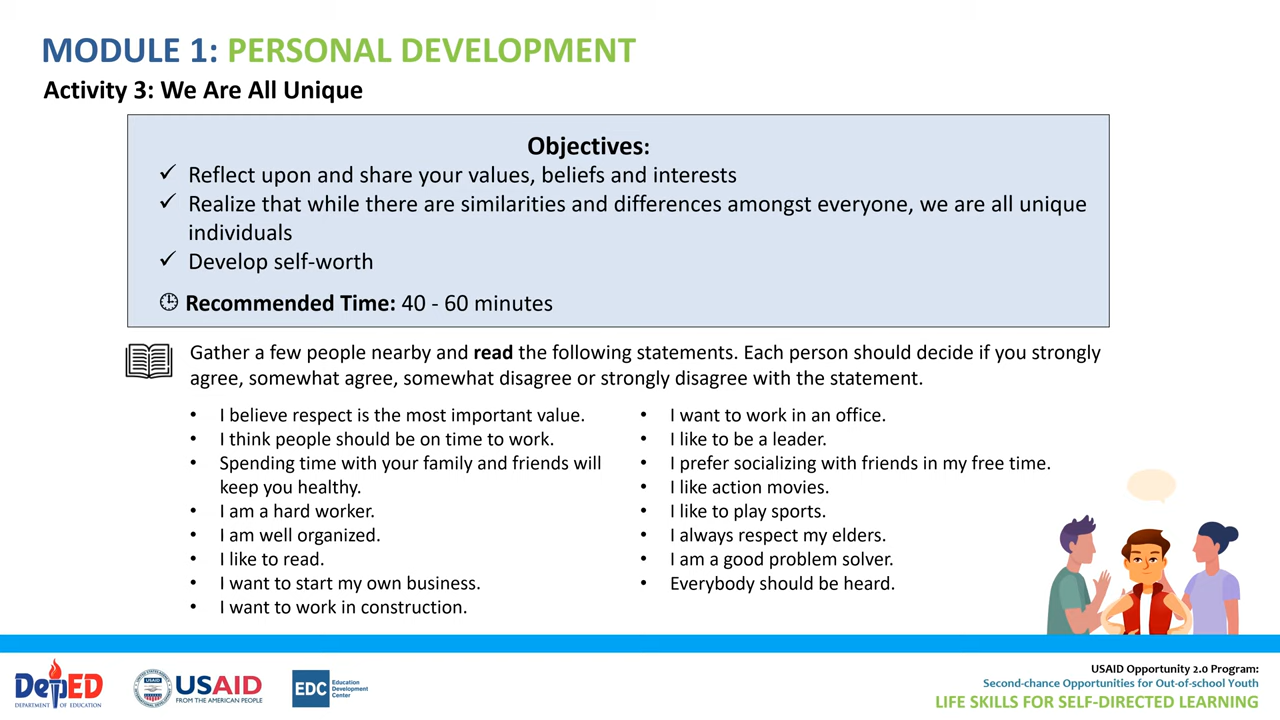 MODULE 1: PERSONAL DEVELOPMENT
Activity 3: We Are All Unique
Objectives:
✓ Reflect upon and share your values, beliefs and interests
✓ Realize that while there are similarities and differences amongst everyone, we are all unique
individuals
✓ Develop self-worth
Recommended Time: 40 - 60 minutes
Gather a few people nearby and read the following statements. Each person should decide if you strongly
agree, somewhat agree, somewhat disagree or strongly disagree with the statement.
• I believe respect is the most important value.
• I think people should be on time to work.
• Spending time with your family and friends will
keep you healthy.
• I am a hard worker.
• I am well organized.
• I like to read.
• I want to start my own business.
• I want to work in construction.
• I want to work in an office.
• I like to be a leader.
• I prefer socializing with friends in my free time.
• I like action movies.
• I like to play sports.
• I always respect my elders.
• I am a good problem solver.
• Everybody should be heard.
DepED
DEPARTMENT OF EDUCATION
USAID
FROM THE AMERICAN PEOPLE
EDC
Education
Development
Center
USAID Opportunity 2.0 Program:
Second-chance Opportunities for Out-of-school Youth
LIFE SKILLS FOR SELF-DIRECTED LEARNING